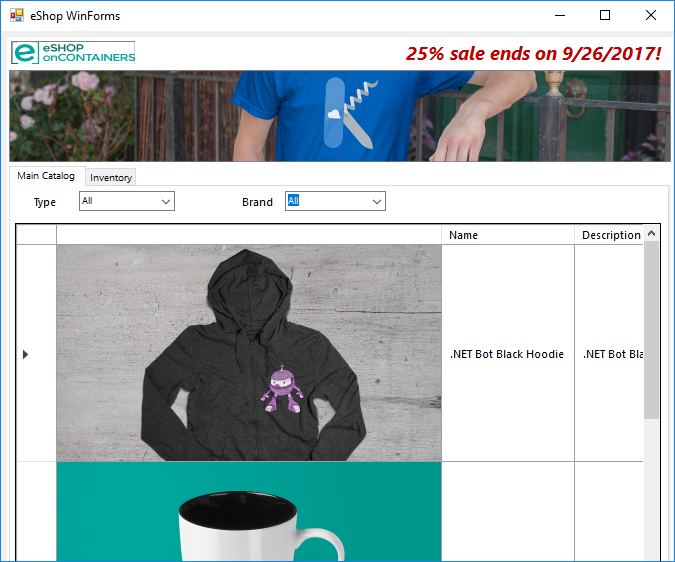 eShop WinForms
eSHOP
onCONTAINERS
25% sale ends on 9/26/2017!
Main Catalog
Inventory
Type
All
Brand
All
Name
Description
.NET Bot Black Hoodie
.NET Bot Bla